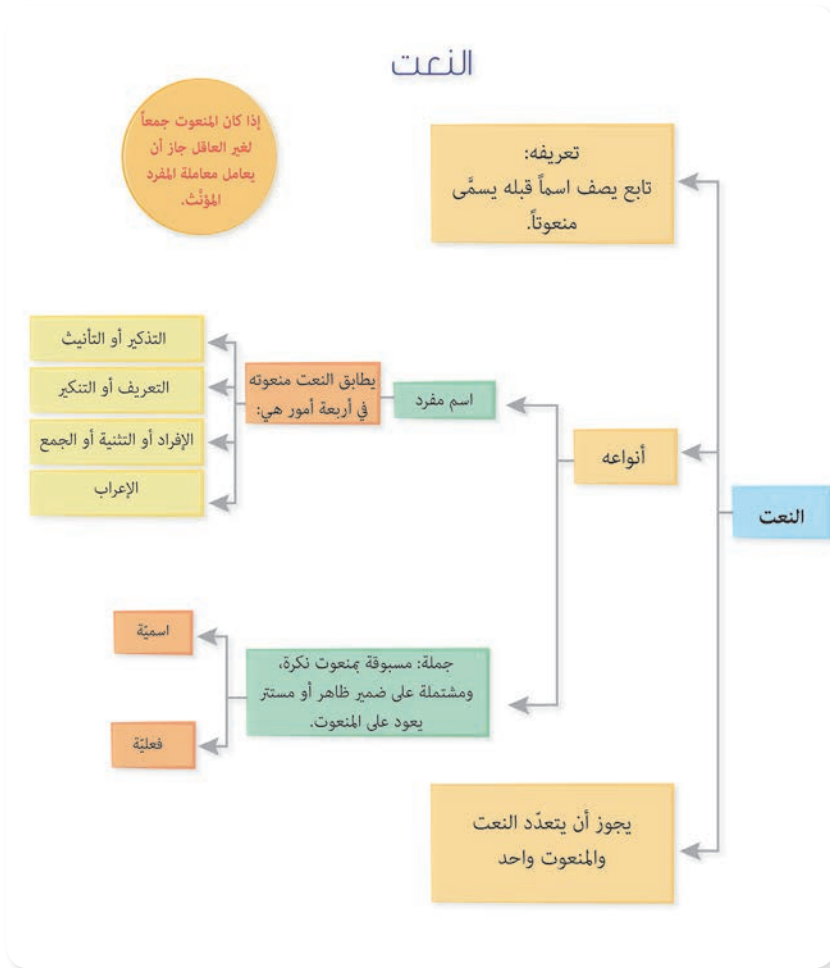 النعت
إذا كان المنعوت جمعاً
لغير العاقل جاز أن
يعامل معاملة المفرد
المؤنَّث.
تعريفه:
تابع يصف اسماً قبله يسمَّى
منعوتاً.
النعت
أنواعه
اسم مفرد
يطابق النعت منعوته
في أربعة أمور هي:
التذكير أو التأنيث
التعريف أو التنكير
الإفراد أو التثنية أو الجمع
الإعراب
جملة: مسبوقة بمنعوت نكرة،
ومشتملة على ضمير ظاهر أو مستتر
يعود على المنعوت.
اسميّة
فعليّة
يجوز أن يتعدّد النعت
والمنعوت واحد